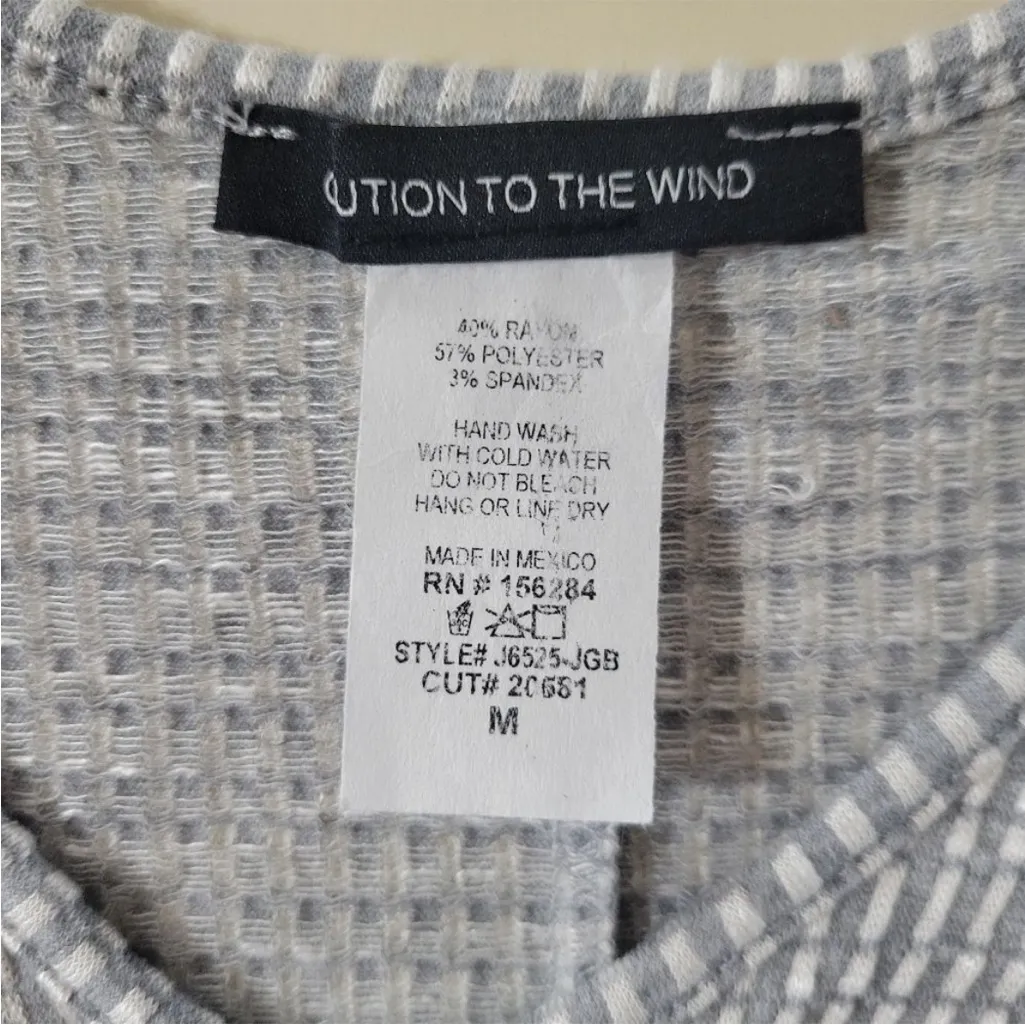 UTION TO THE WIND
40% RAYON
57% POLYESTER
3% SPANDEX
HAND WASH
WITH COLD WATER
DO NOT BLEACH
HANG OR LINE DRY
MADE IN MEXICO
RN # 156284
STYLE# J6525-JGB
CUT# 20681
M